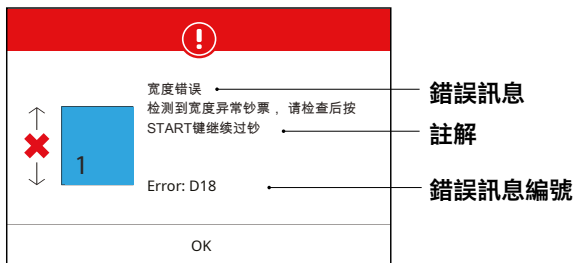 宽度错误
检测到宽度异常钞票，请检查后按
START键继续过钞
1
Error: D18
OK
錯誤訊息
註解
錯誤訊息編號